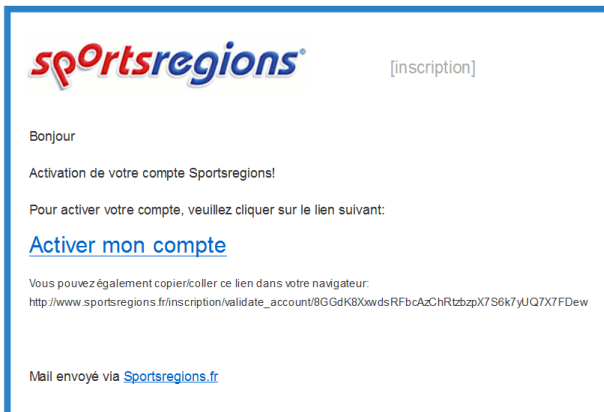 sportsregions
[inscription]
Bonjour
Activation de votre compte Sportsregions!
Pour activer votre compte, veuillez cliquer sur le lien suivant:
Activer mon compte
Vous pouvez également copier/coller ce lien dans votre navigateur:
http://www.sportsregions.fr/inscription/validate_account/8GGdK8XxwdsRFbcAzChRtzbzpX7S6k7yUQ7X7FDew
Mail envoyé via Sportsregions.fr